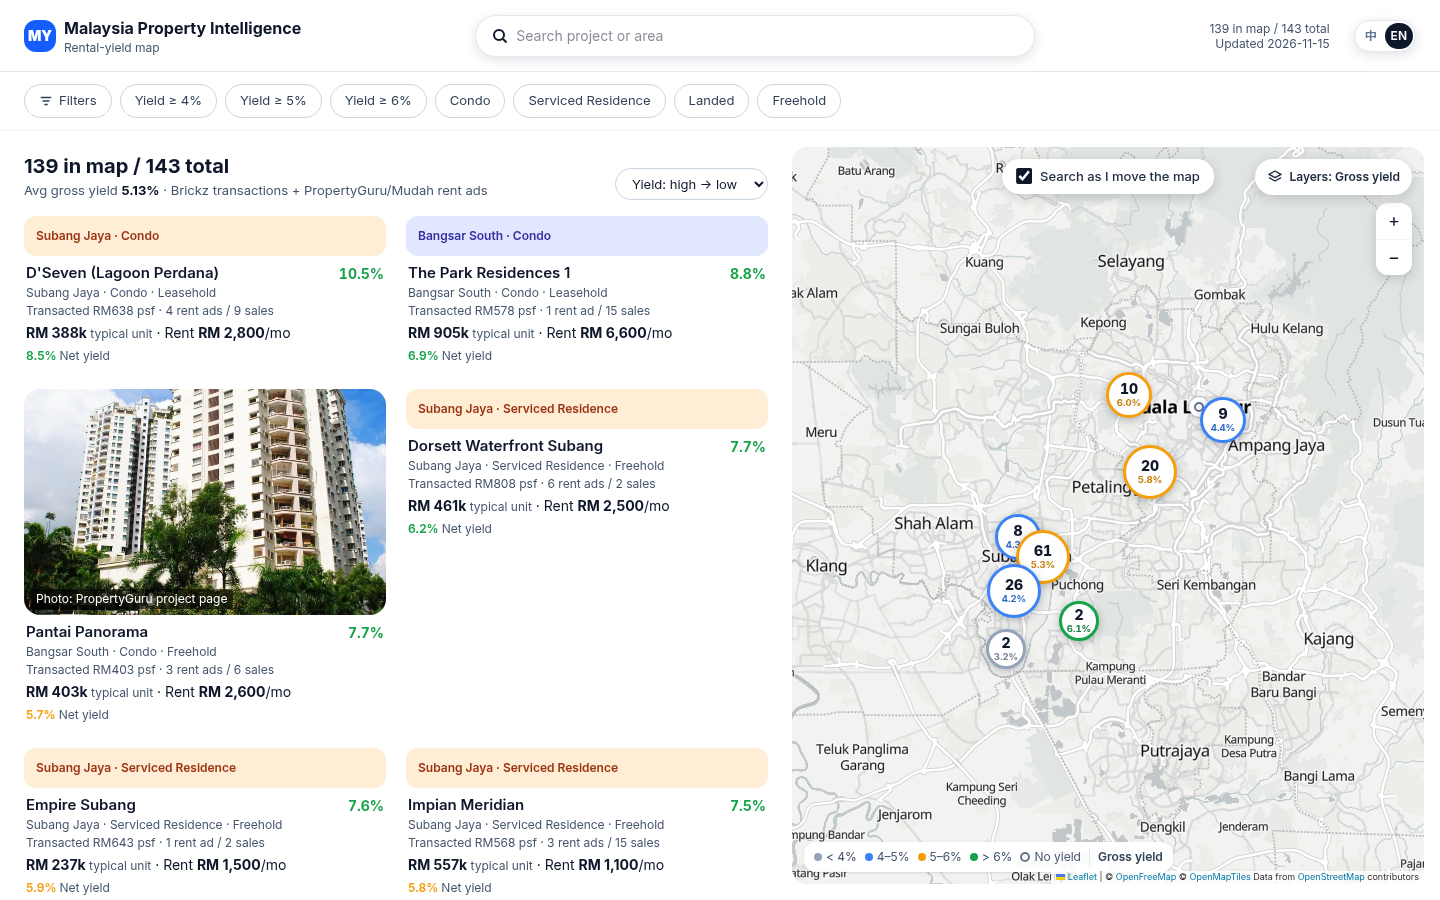 MY
Malaysia Property Intelligence
Rental-yield map
Search project or area
139 in map / 143 total
Updated 2026-11-15
中 EN
Filters
Yield ≥ 4%
Yield ≥ 5%
Yield ≥ 6%
Condo
Serviced Residence
Landed
Freehold
139 in map / 143 total
Avg gross yield 5.13% · Brickz transactions + PropertyGuru/Mudah rent ads
Yield: high → low
Subang Jaya · Condo
D'Seven (Lagoon Perdana) 10.5%
Subang Jaya · Condo · Leasehold
Transacted RM638 psf · 4 rent ads / 9 sales
RM 388k typical unit · Rent RM 2,800/mo
8.5% Net yield
Bangsar South · Condo
The Park Residences 1 8.8%
Bangsar South · Condo · Leasehold
Transacted RM578 psf · 1 rent ad / 15 sales
RM 905k typical unit · Rent RM 6,600/mo
6.9% Net yield
Photo: PropertyGuru project page
Pantai Panorama 7.7%
Bangsar South · Condo · Freehold
Transacted RM403 psf · 3 rent ads / 6 sales
RM 403k typical unit · Rent RM 2,600/mo
5.7% Net yield
Subang Jaya · Serviced Residence
Dorsett Waterfront Subang 7.7%
Subang Jaya · Serviced Residence · Freehold
Transacted RM808 psf · 6 rent ads / 2 sales
RM 461k typical unit · Rent RM 2,500/mo
6.2% Net yield
Subang Jaya · Serviced Residence
Empire Subang 7.6%
Subang Jaya · Serviced Residence · Freehold
Transacted RM643 psf · 1 rent ad / 2 sales
RM 237k typical unit · Rent RM 1,500/mo
5.9% Net yield
Subang Jaya · Serviced Residence
Impian Meridian 7.5%
Subang Jaya · Serviced Residence · Freehold
Transacted RM568 psf · 3 rent ads / 15 sales
RM 557k typical unit · Rent RM 1,100/mo
5.8% Net yield
Search as I move the map
Layers: Gross yield
+
−
Batu Arang
Kuang
Selayang
ak Alam
Gombak
Sungai Buloh
Kepong
Hulu Kelang
10
6.0%
9
4.4%
Meru
Dusun Tua
Ampang Jaya
20
5.8%
Petaling
Shah Alam
8
4.3
61
5.3%
Klang
26
4.2%
Puchong
Seri Kembangan
2
6.1%
2
3.2%
Kajang
Kampung
Pulau Meranti
Bandar
Baru Bangi
Semeny
Teluk Panglima
Garang
Putrajaya
Kampung
Desa Putra
Bangi Lama
Kampung Seri
Cheeding
Jenjarom
Dengkil
Jenderam
mpung Bandar
< 4% 4–5% 5–6% > 6% No yield Gross yield
Leaflet | © OpenFreeMap © OpenMapTiles Data from OpenStreetMap contributors